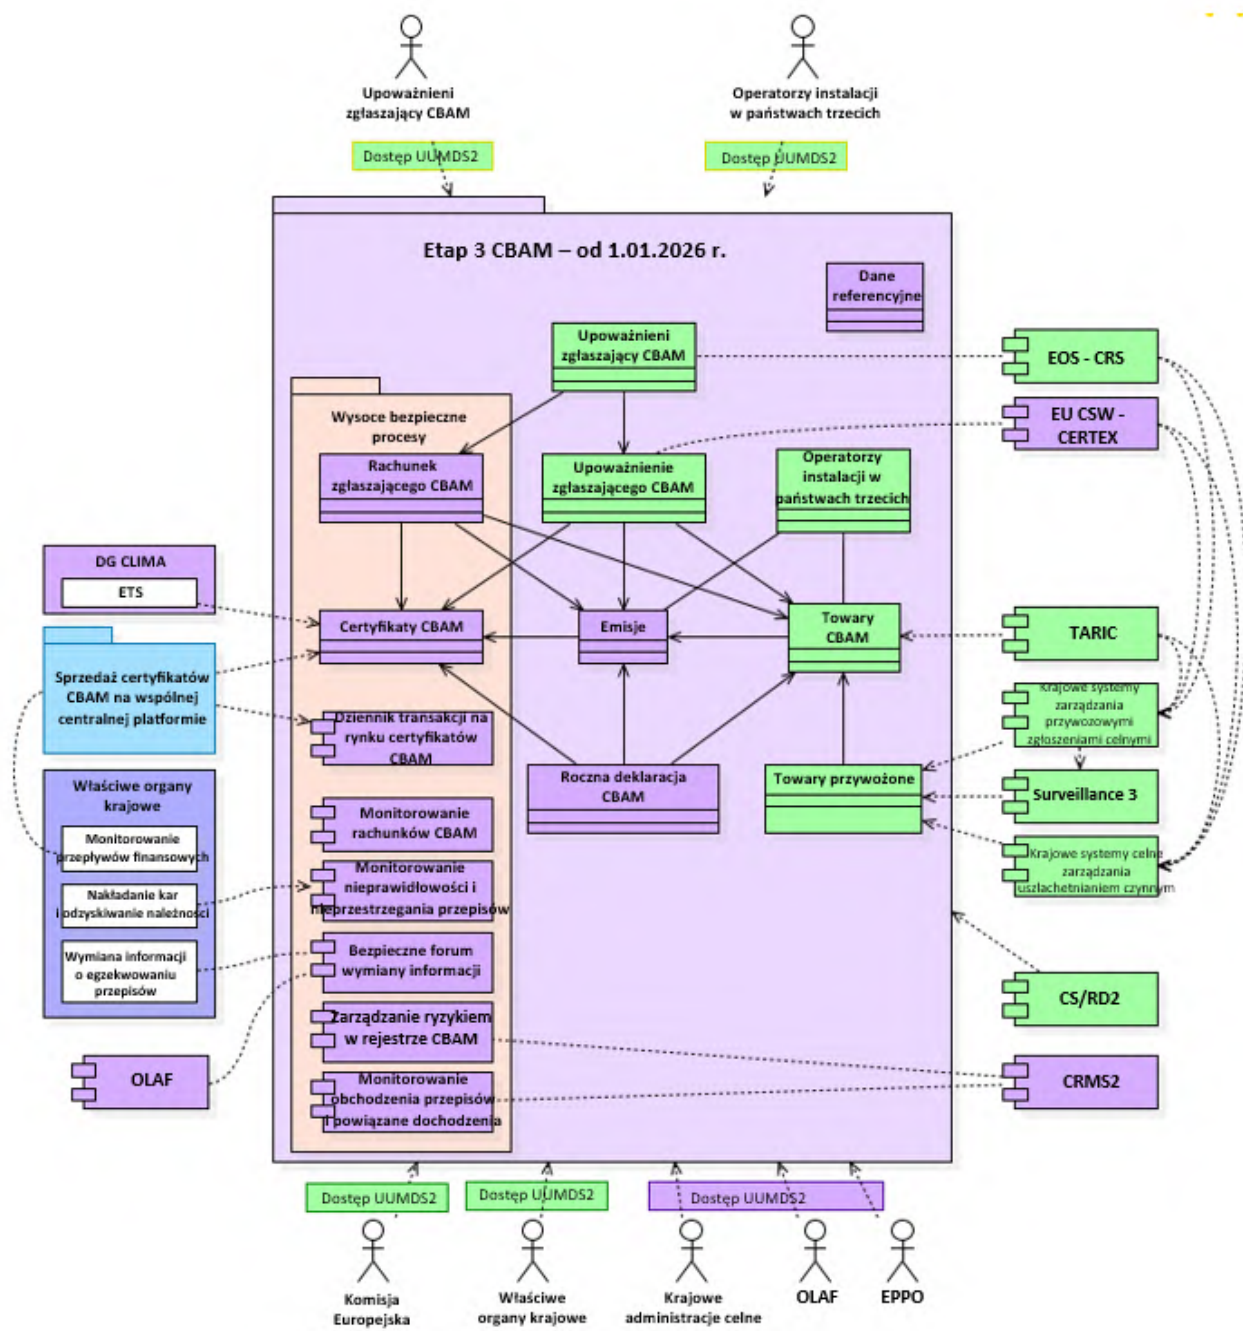 Upoważnieni
zgłaszający CBAM
Operatorzy instalacji
w państwach trzecich
Dostęp UUMDS2
Dostęp UUMDS2
Etap 3 CBAM – od 1.01.2026 r.
Dane
referencyjne
Upoważnieni
zgłaszający CBAM
EOS - CRS
EU CSW -
CERTEX
Wysoce bezpieczne
procesy
Rachunek
zgłaszającego CBAM
Upoważnienie
zgłaszającego CBAM
Operatorzy
instalacji w
państwach trzecich
DG CLIMA
ETS
Certyfikaty CBAM
Emisje
Towary
CBAM
TARIC
Sprzedaż certyfikatów
CBAM na wspólnej
centralnej platformie
Krajowe systemy
zarządzania
przywozowymi
zgłoszeniami celnymi
Dziennik transakcji na
rynku certyfikatów
CBAM
Roczna deklaracja
CBAM
Towary przywożone
Surveillance 3
Właściwe organy
krajowe
Monitorowanie
przepływów finansowych
Nakładanie kar
i odzyskiwanie należności
Wymiana informacji
o egzekwowaniu
przepisów
Monitorowanie
rachunków CBAM
Monitorowanie
nieprawidłowości i
nieprzestrzegania przepisów
Krajowe systemy celne
zarządzania
uszlachetnianiem czynnym
Bezpieczne forum
wymiany informacji
CS/RD2
Zarządzanie ryzykiem
w rejestrze CBAM
OLAF
Monitorowanie
obchodzenia przepisów
i powiązane dochodzenia
CRMS2
Dostęp UUMDS2
Dostęp UUMDS2
Dostęp UUMDS2
Komisja
Europejska
Właściwe
organy krajowe
Krajowe
administracje celne
OLAF
EPPO